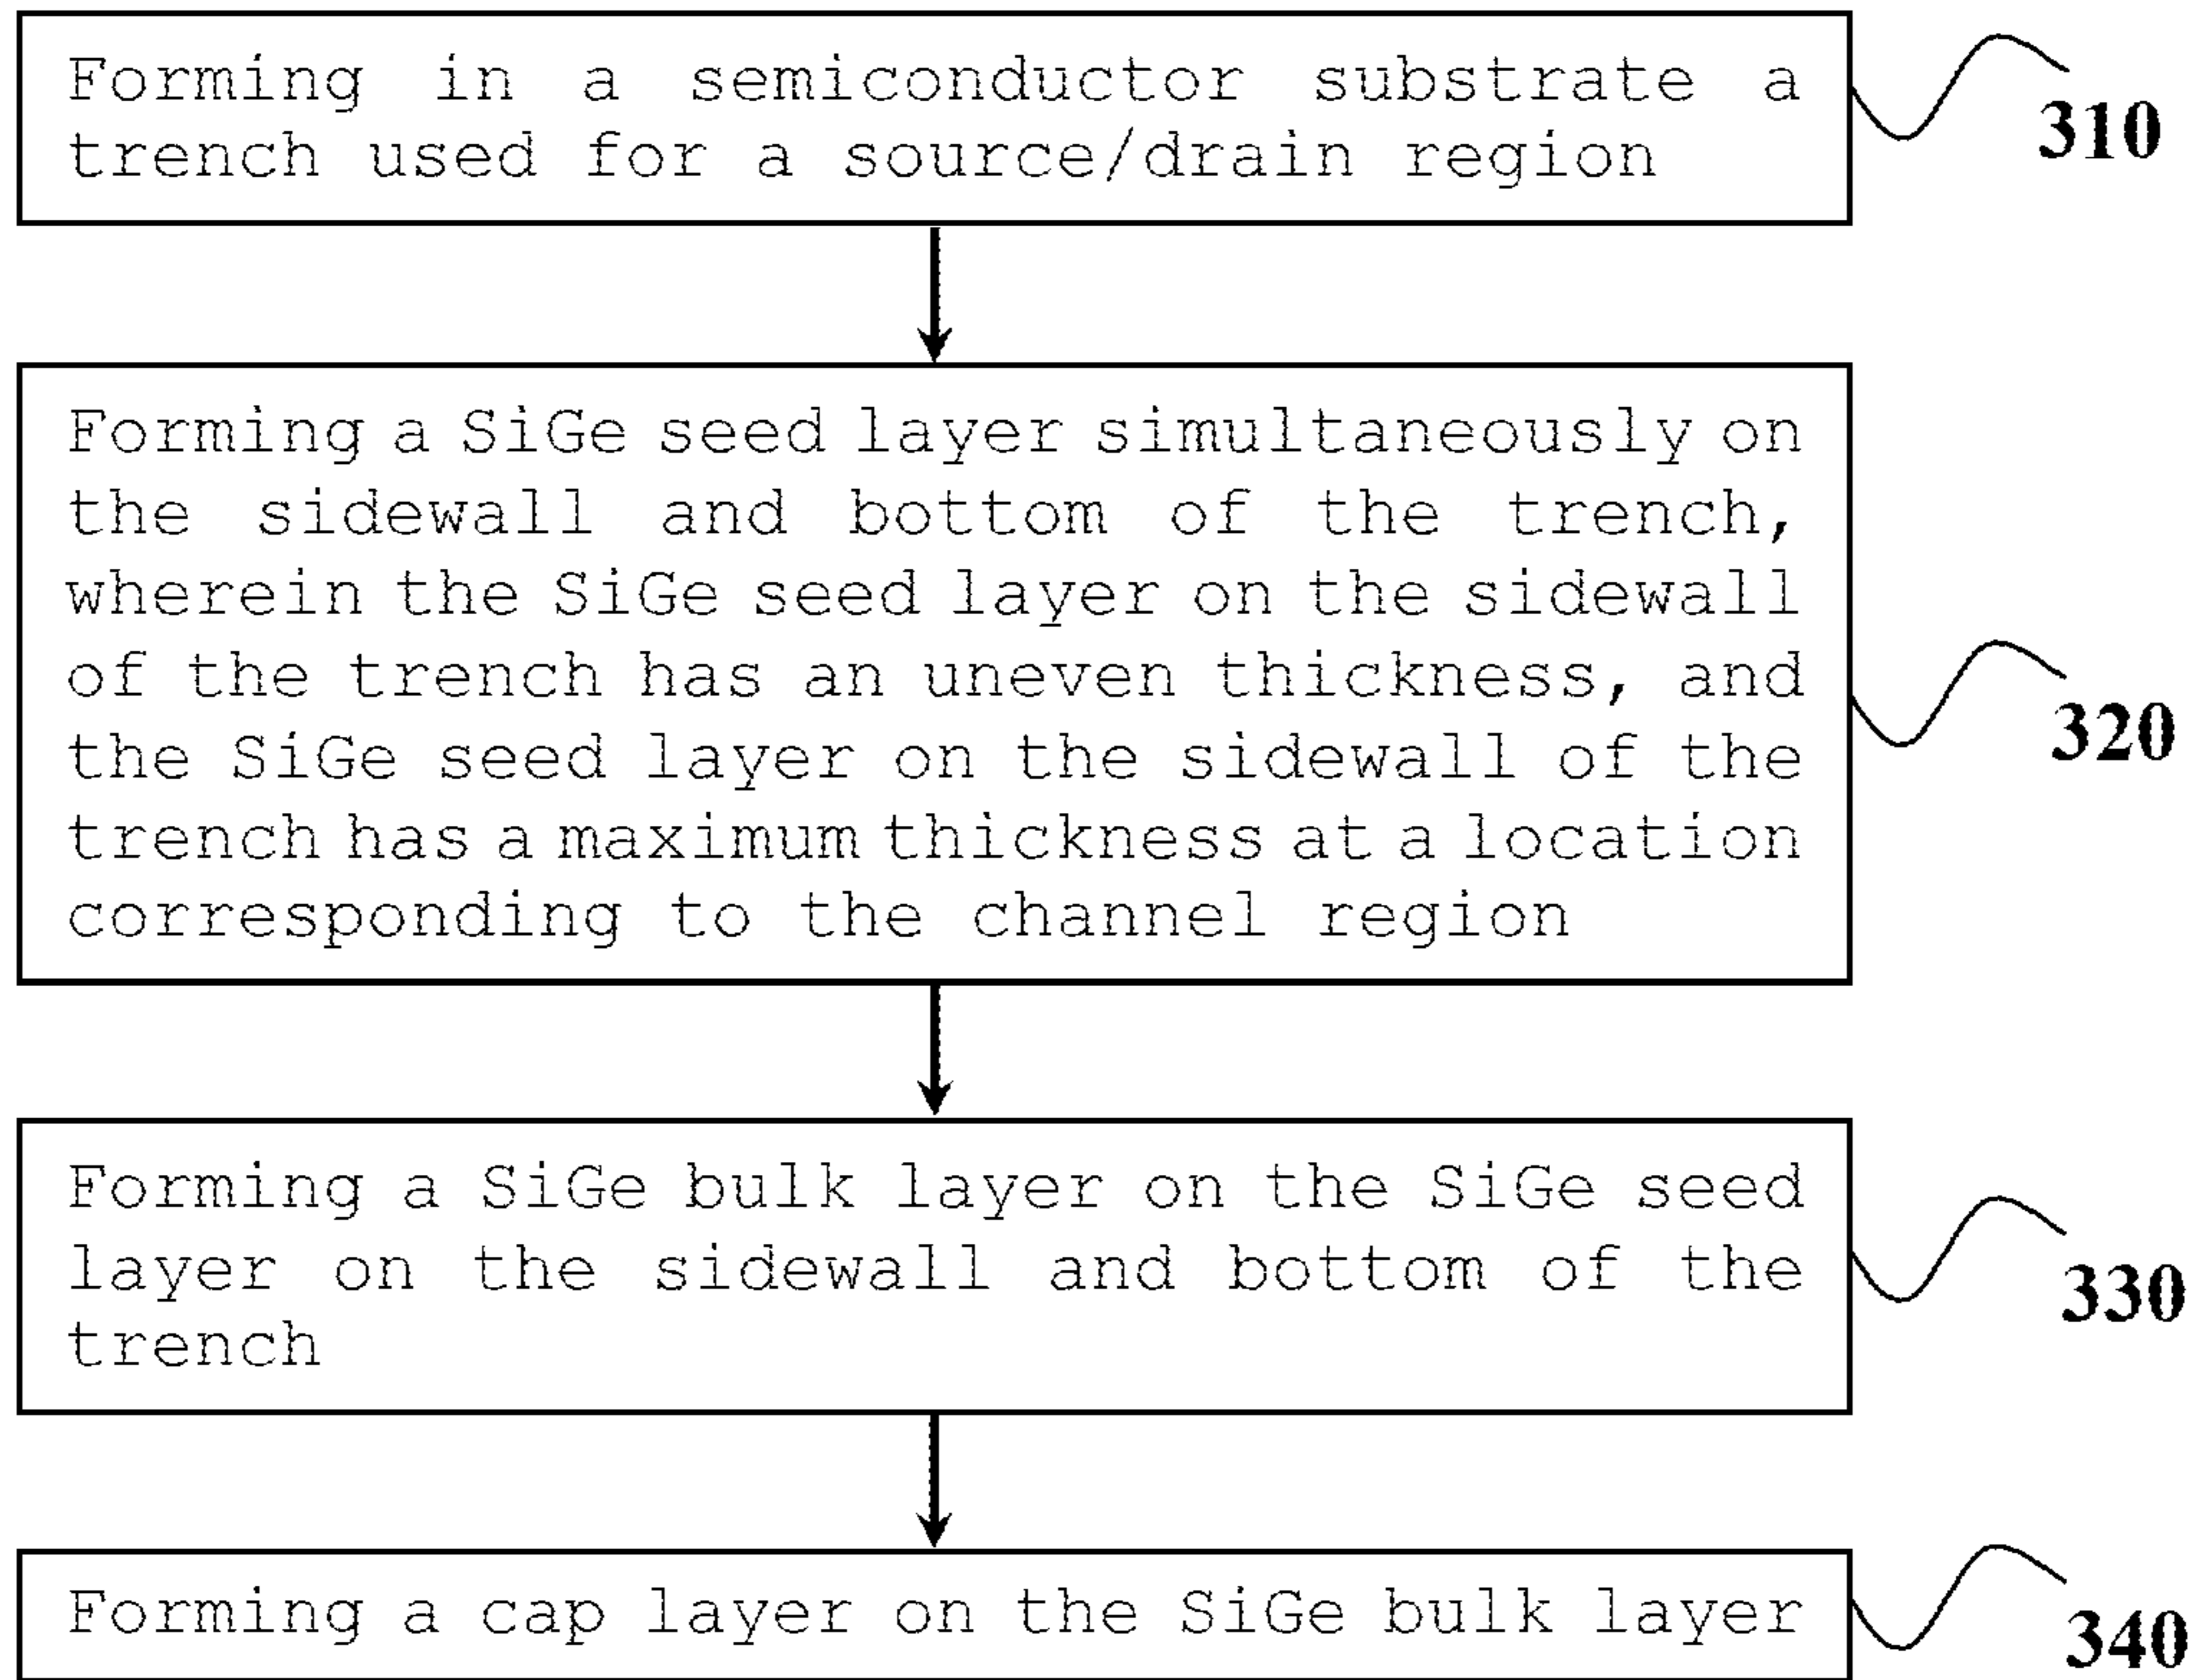 Forming in a semiconductor substrate a
trench used for a source/drain region
310
Forming a SiGe seed layer simultaneously on
the sidewall and bottom of the trench,
wherein the SiGe seed layer on the sidewall
of the trench has an uneven thickness, and
the SiGe seed layer on the sidewall of the
trench has a maximum thickness at a location
corresponding to the channel region
320
Forming a SiGe bulk layer on the SiGe seed
layer on the sidewall and bottom of the
trench
330
Forming a cap layer on the SiGe bulk layer
340